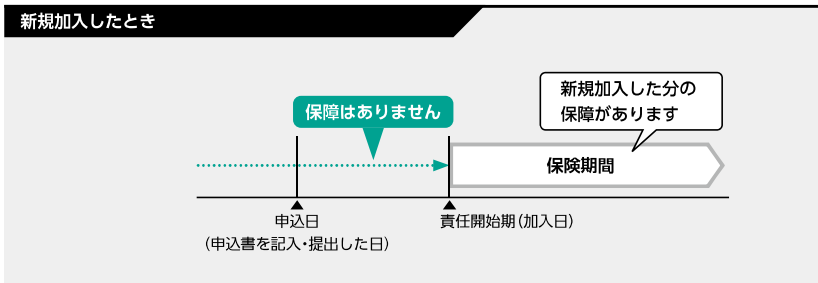 新規加入したとき
保障はありません
新規加入した分の
保障があります
保険期間
申込日
（申込書を記入・提出した日）
責任開始期（加入日）